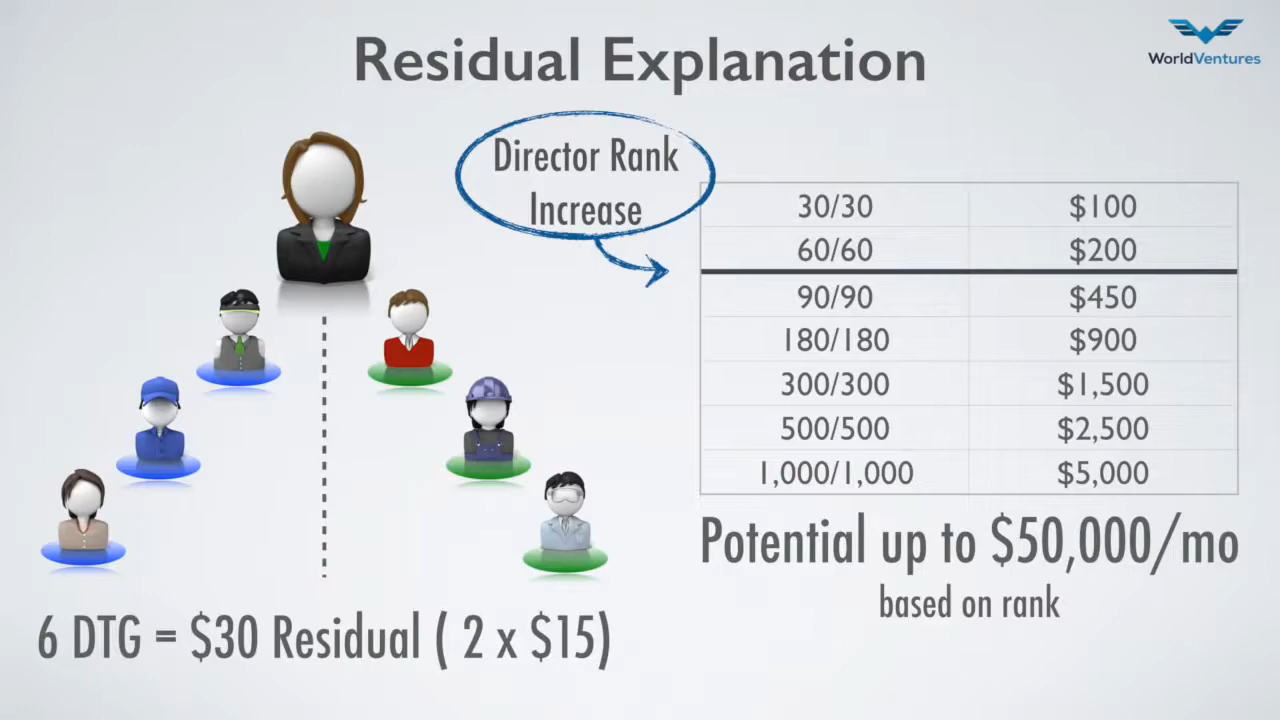 WorldVentures
Residual Explanation
Director Rank
Increase
30/30 $100
60/60 $200
90/90 $450
180/180 $900
300/300 $1,500
500/500 $2,500
1,000/1,000 $5,000
Potential up to $50,000/mo
based on rank
6 DTG = $30 Residual ( 2 x $15)